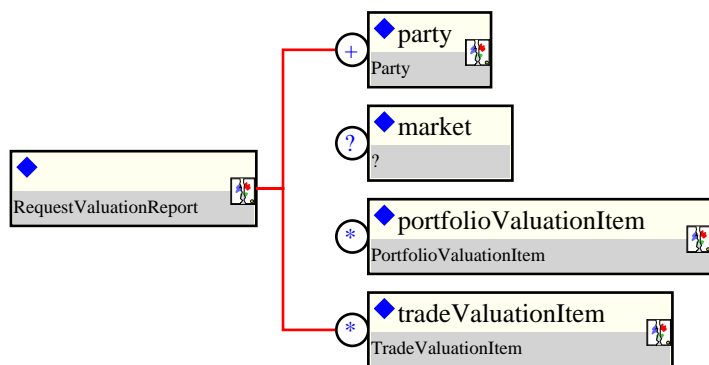 +
party
Party
?
market
?
RequestValuationReport
*
portfolioValuationItem
PortfolioValuationItem
*
tradeValuationItem
TradeValuationItem